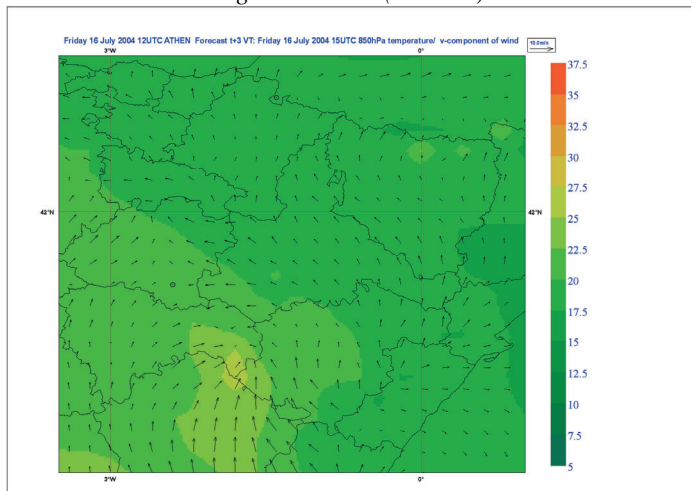 Friday 16 July 2004 12UTC ATHEN Forecast t+3 VT: Friday 16 July 2004 15UTC 850hPa temperature/ v-component of wind
10.0m/s
3°W 0°
42°N 42°N
3°W 0°
37.5
35
32.5
30
27.5
25
22.5
20
17.5
15
12.5
10
7.5
5